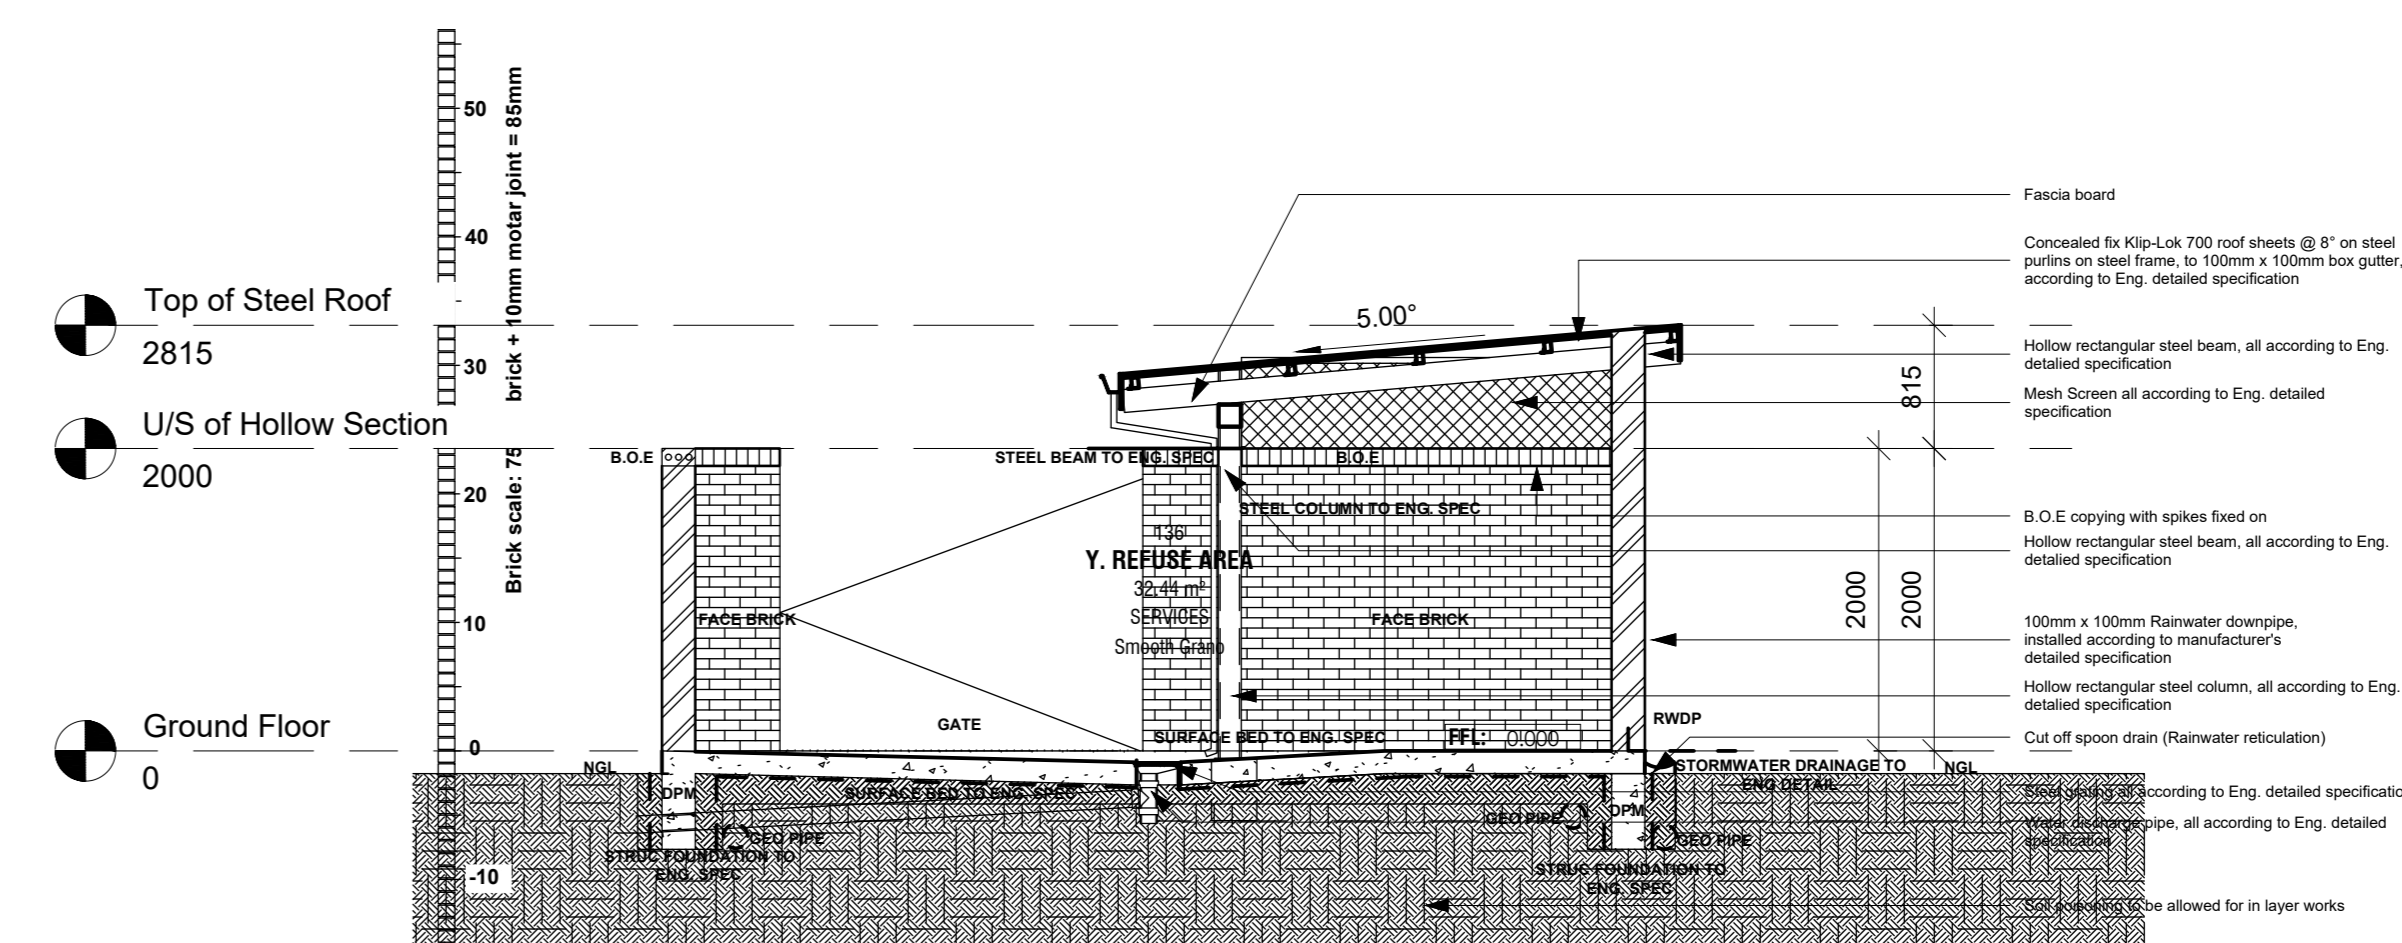 50
40
30
20
10
0
-10
Brick scale: 75 brick + 10mm motar joint = 85mm
Top of Steel Roof
2815
U/S of Hollow Section
2000
Ground Floor
0
5.00°
B.O.E
STEEL BEAM TO ENG. SPEC
B.O.E
STEEL COLUMN TO ENG. SPEC
136
Y. REFUSE AREA
32.44 m²
SERVICES
Smooth Grano
FACE BRICK
FACE BRICK
GATE
SURFACE BED TO ENG. SPEC
FFL: 0.000
RWDP
NGL
STORMWATER DRAINAGE TO
ENG DETAIL
NGL
DPM
SURFACE BED TO ENG. SPEC
DPM
GEO PIPE
GEO PIPE
GEO PIPE
STRUC FOUNDATION TO
ENG. SPEC
STRUC FOUNDATION TO
ENG. SPEC
815
2000
2000
Fascia board
Concealed fix Klip-Lok 700 roof sheets @ 8° on steel
purlins on steel frame, to 100mm x 100mm box gutter,
according to Eng. detailed specification
Hollow rectangular steel beam, all according to Eng.
detalied specification
Mesh Screen all according to Eng. detailed
specification
B.O.E copying with spikes fixed on
Hollow rectangular steel beam, all according to Eng.
detalied specification
100mm x 100mm Rainwater downpipe,
installed according to manufacturer's
detailed specification
Hollow rectangular steel column, all according to Eng.
detalied specification
Cut off spoon drain (Rainwater reticulation)
Steel grating all according to Eng. detailed specificatio
Water discharge pipe, all according to Eng. detailed
specification
Soil poisoning to be allowed for in layer works